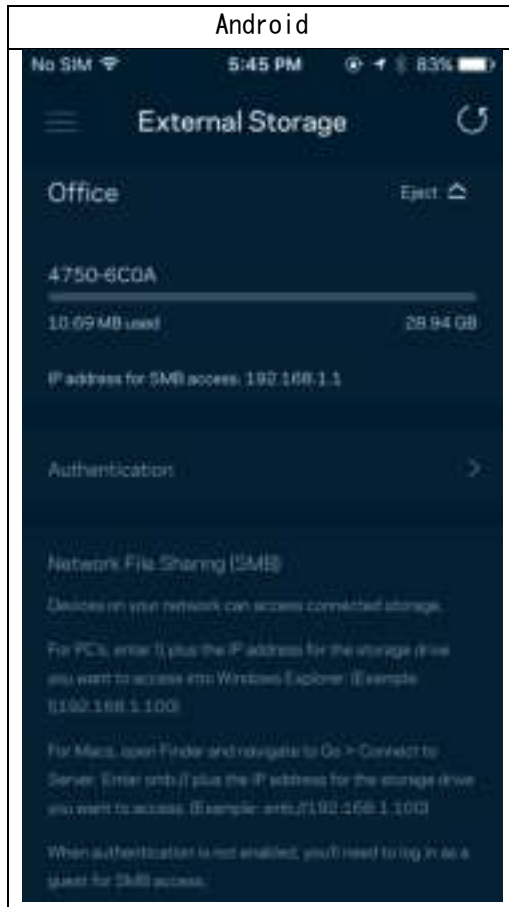 Android
No SIM 5:45 PM 83%
External Storage
Office Eject
4750-6C0A
10.69 MB used 28.94 GB
IP address for SMB access: 192.168.1.1
Authentication
Network File Sharing (SMB)
Devices on your network can access connected storage.
For PC's, enter \\ plus the IP address for the storage drive
you want to access into Windows Explorer. (Example:
\\192.168.1.100)
For Macs, open Finder and navigate to Go > Connect to
Server. Enter smb:// plus the IP address for the storage drive
you want to access. (Example: smb://192.168.1.100)
When authentication is not enabled, you'll need to log in as a
guest for SMB access.